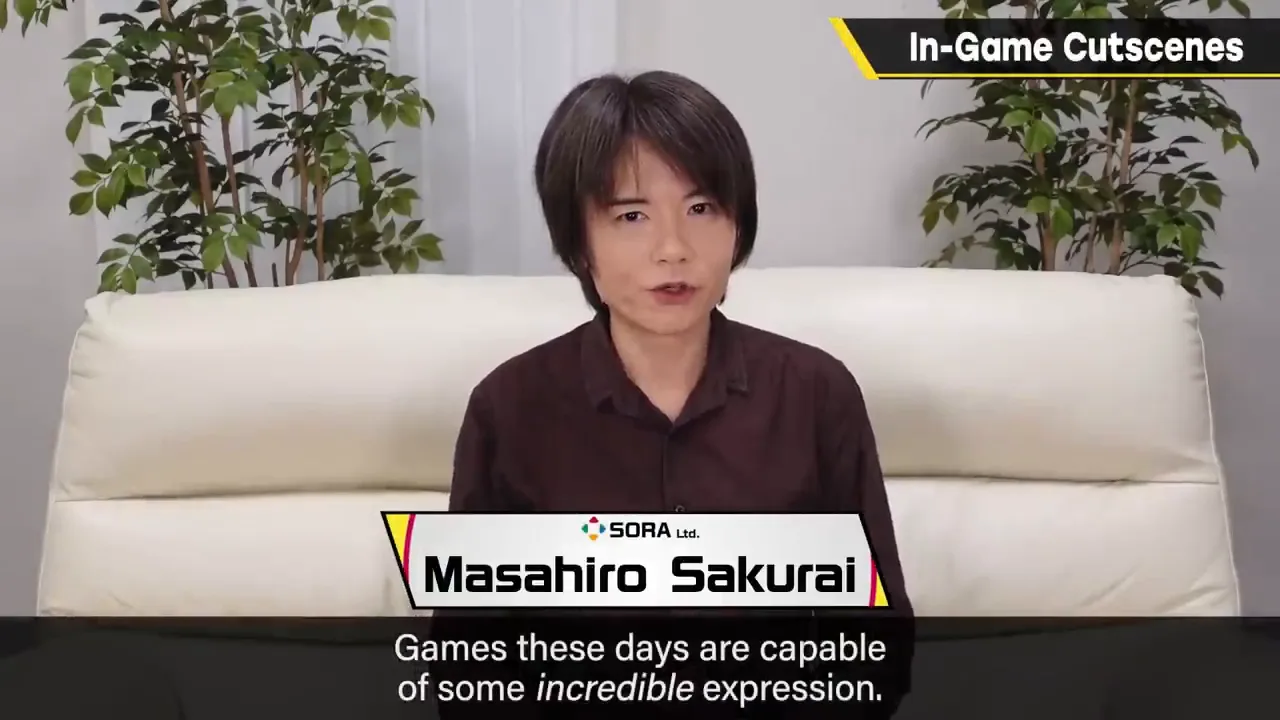 In-Game Cutscenes
SORA Ltd.
Masahiro Sakurai
Games these days are capable
of some incredible expression.